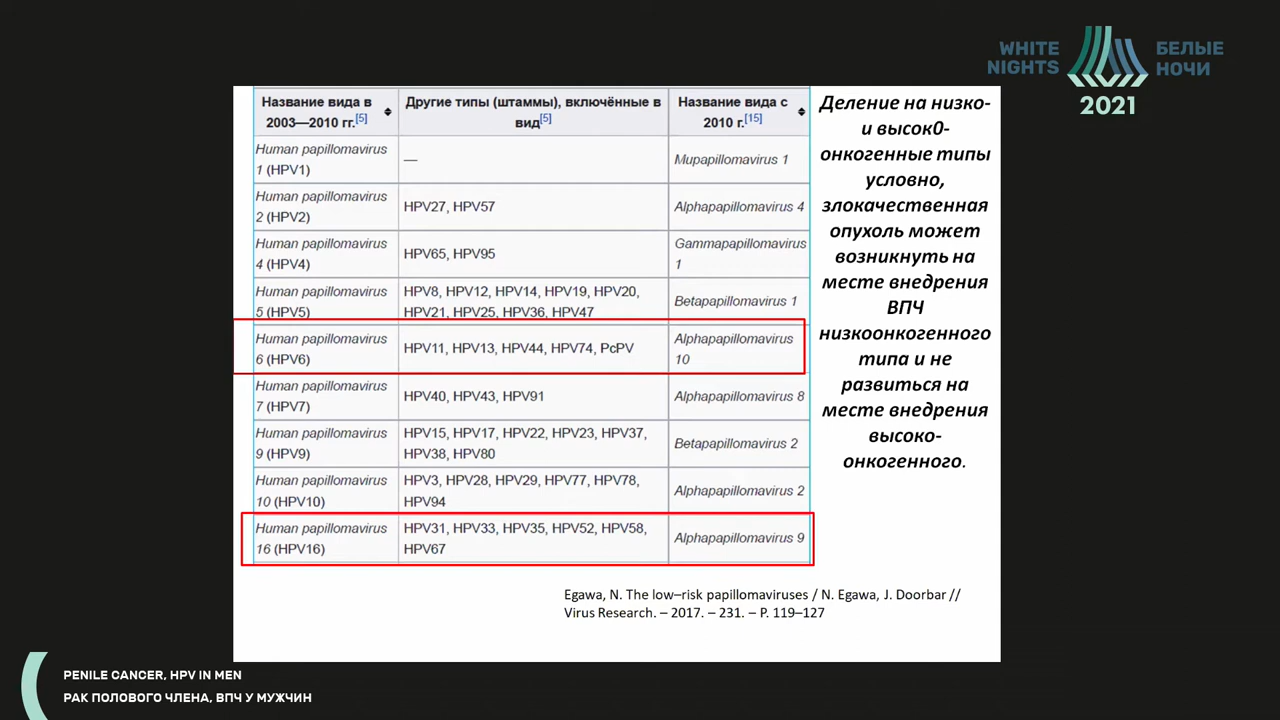 WHITE
NIGHTS
БЕЛЫЕ
НОЧИ
2021
Название вида в
2003—2010 гг.[5]
Другие типы (штаммы), включённые в
вид[5]
Название вида с
2010 г.[15]
Human papillomavirus
1 (HPV1)
—
Mupapillomavirus 1
Human papillomavirus
2 (HPV2)
HPV27, HPV57
Alphapapillomavirus 4
Human papillomavirus
4 (HPV4)
HPV65, HPV95
Gammapapillomavirus
1
Human papillomavirus
5 (HPV5)
HPV8, HPV12, HPV14, HPV19, HPV20,
HPV21, HPV25, HPV36, HPV47
Betapapillomavirus 1
Human papillomavirus
6 (HPV6)
HPV11, HPV13, HPV44, HPV74, PcPV
Alphapapillomavirus
10
Human papillomavirus
7 (HPV7)
HPV40, HPV43, HPV91
Alphapapillomavirus 8
Human papillomavirus
9 (HPV9)
HPV15, HPV17, HPV22, HPV23, HPV37,
HPV38, HPV80
Betapapillomavirus 2
Human papillomavirus
10 (HPV10)
HPV3, HPV28, HPV29, HPV77, HPV78,
HPV94
Alphapapillomavirus 2
Human papillomavirus
16 (HPV16)
HPV31, HPV33, HPV35, HPV52, HPV58,
HPV67
Alphapapillomavirus 9
Деление на низко-
и высок0-
онкогенные типы
условно,
злокачественная
опухоль может
возникнуть на
месте внедрения
ВПЧ
низкоонкогенного
типа и не
развиться на
месте внедрения
высоко-
онкогенного.
Egawa, N. The low–risk papillomaviruses / N. Egawa, J. Doorbar //
Virus Research. – 2017. – 231. – P. 119–127
PENILE CANCER, HPV IN MEN
РАК ПОЛОВОГО ЧЛЕНА, ВПЧ У МУЖЧИН